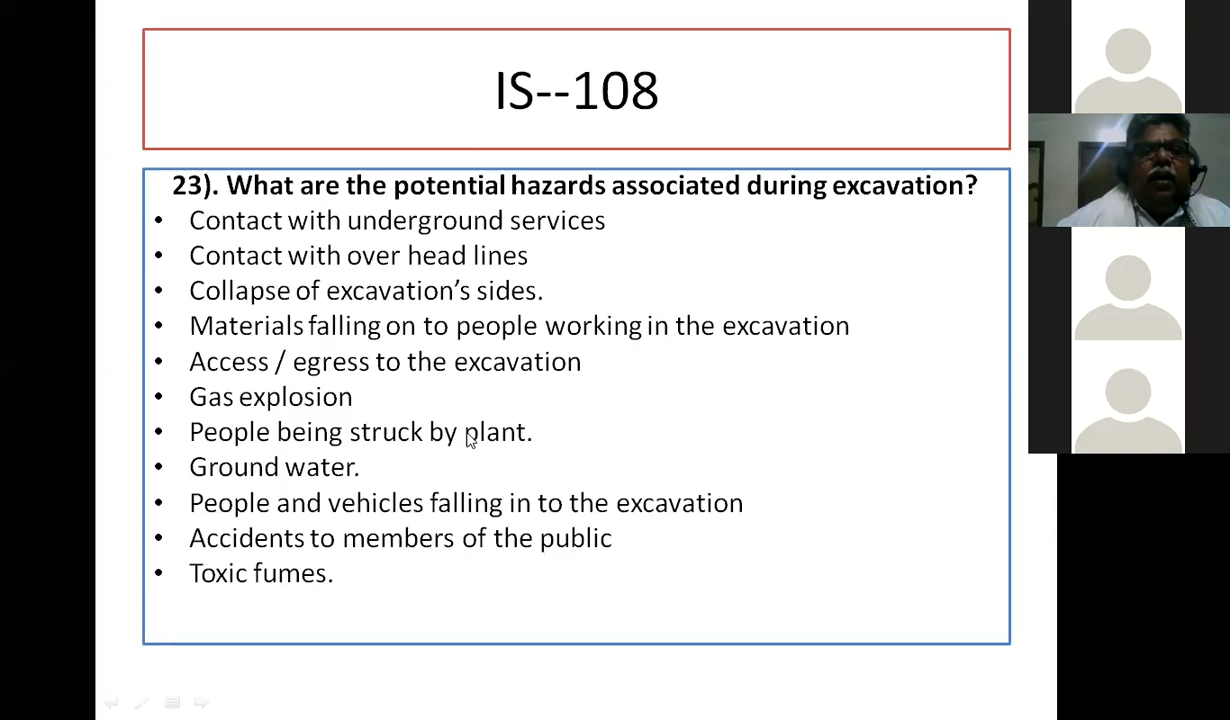 IS--108
23). What are the potential hazards associated during excavation?
• Contact with underground services
• Contact with over head lines
• Collapse of excavation’s sides.
• Materials falling on to people working in the excavation
• Access / egress to the excavation
• Gas explosion
• People being struck by plant.
• Ground water.
• People and vehicles falling in to the excavation
• Accidents to members of the public
• Toxic fumes.